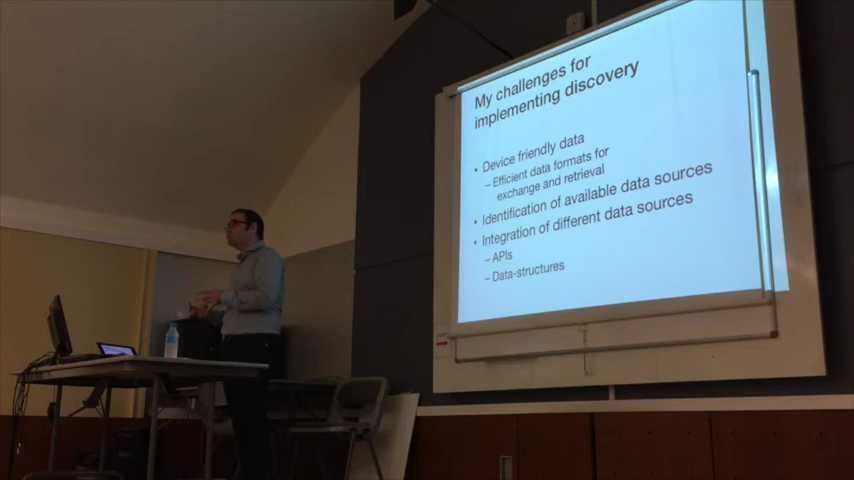 My challenges for
implementing discovery
• Device friendly data
– Efficient data formats for
exchange and retrieval
• Identification of available data sources
• Integration of different data sources
– APIs
– Data-structures